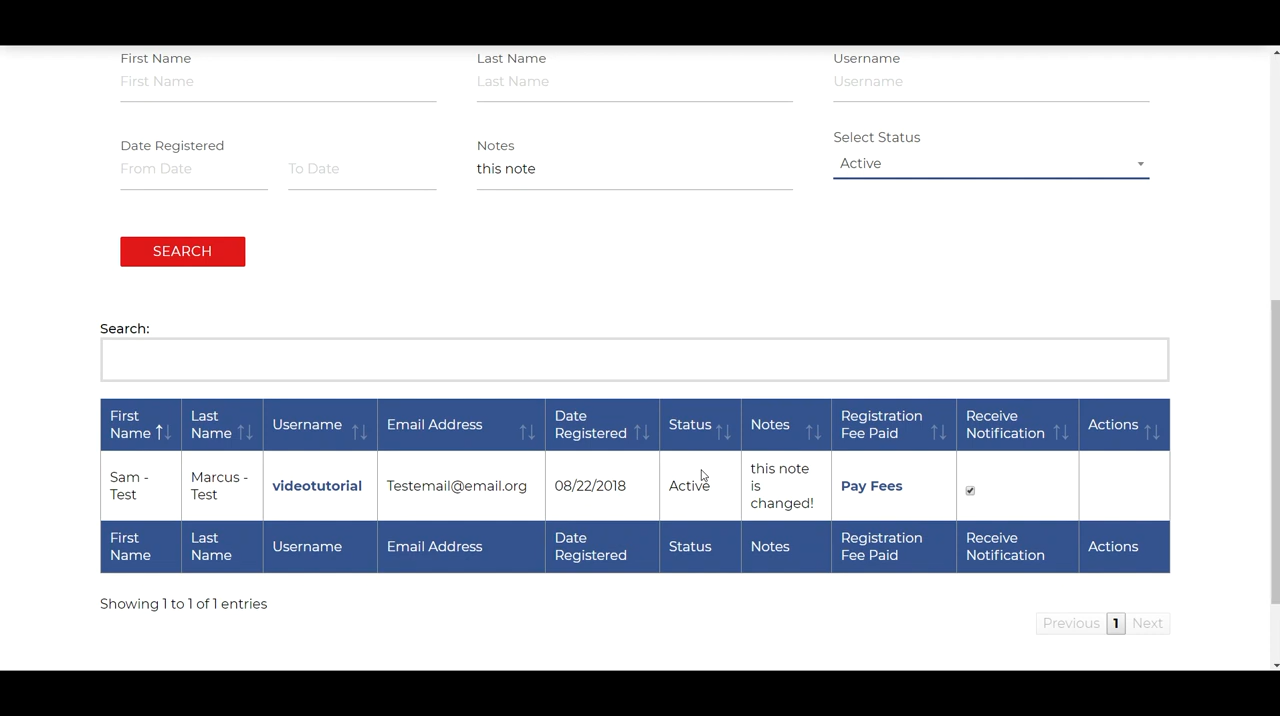 First Name Last Name Username
First Name Last Name Username
Date Registered Notes Select Status
From Date To Date this note Active
SEARCH
Search:
First Name Last Name Username Email Address Date Registered Status Notes Registration Fee Paid Receive Notification Actions
Sam - Test Marcus - Test videotutorial Testemail@email.org 08/22/2018 Active this note is changed! Pay Fees
First Name Last Name Username Email Address Date Registered Status Notes Registration Fee Paid Receive Notification Actions
Showing 1 to 1 of 1 entries
Previous 1 Next